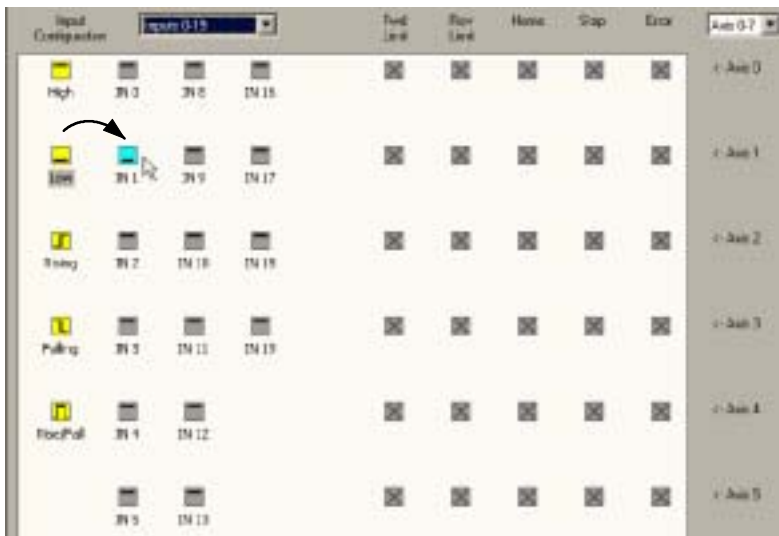 Input Configuration
Inputs 0-19
Fwd Limit
Rev Limit
Home
Stop
Error
Axis 0-7
High
IN 0
IN 8
IN 16
<- Axis 0
Low
IN 1
IN 9
IN 17
<- Axis 1
Rising
IN 2
IN 10
IN 18
<- Axis 2
Falling
IN 3
IN 11
IN 19
<- Axis 3
Rise/Fall
IN 4
IN 12
<- Axis 4
IN 5
IN 13
<- Axis 5